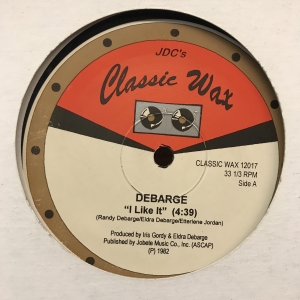 JDC's
Classic Wax
CLASSIC WAX 12017
33 1/3 RPM
Side A
DEBARGE
"I Like It" (4:39)
(Randy Debarge/Eldra Debarge/Ederlene Jordan)
Produced by Iris Gordy & Eldra Debarge
Published by Jobete Music Co., Inc. (ASCAP)
(P) 1982